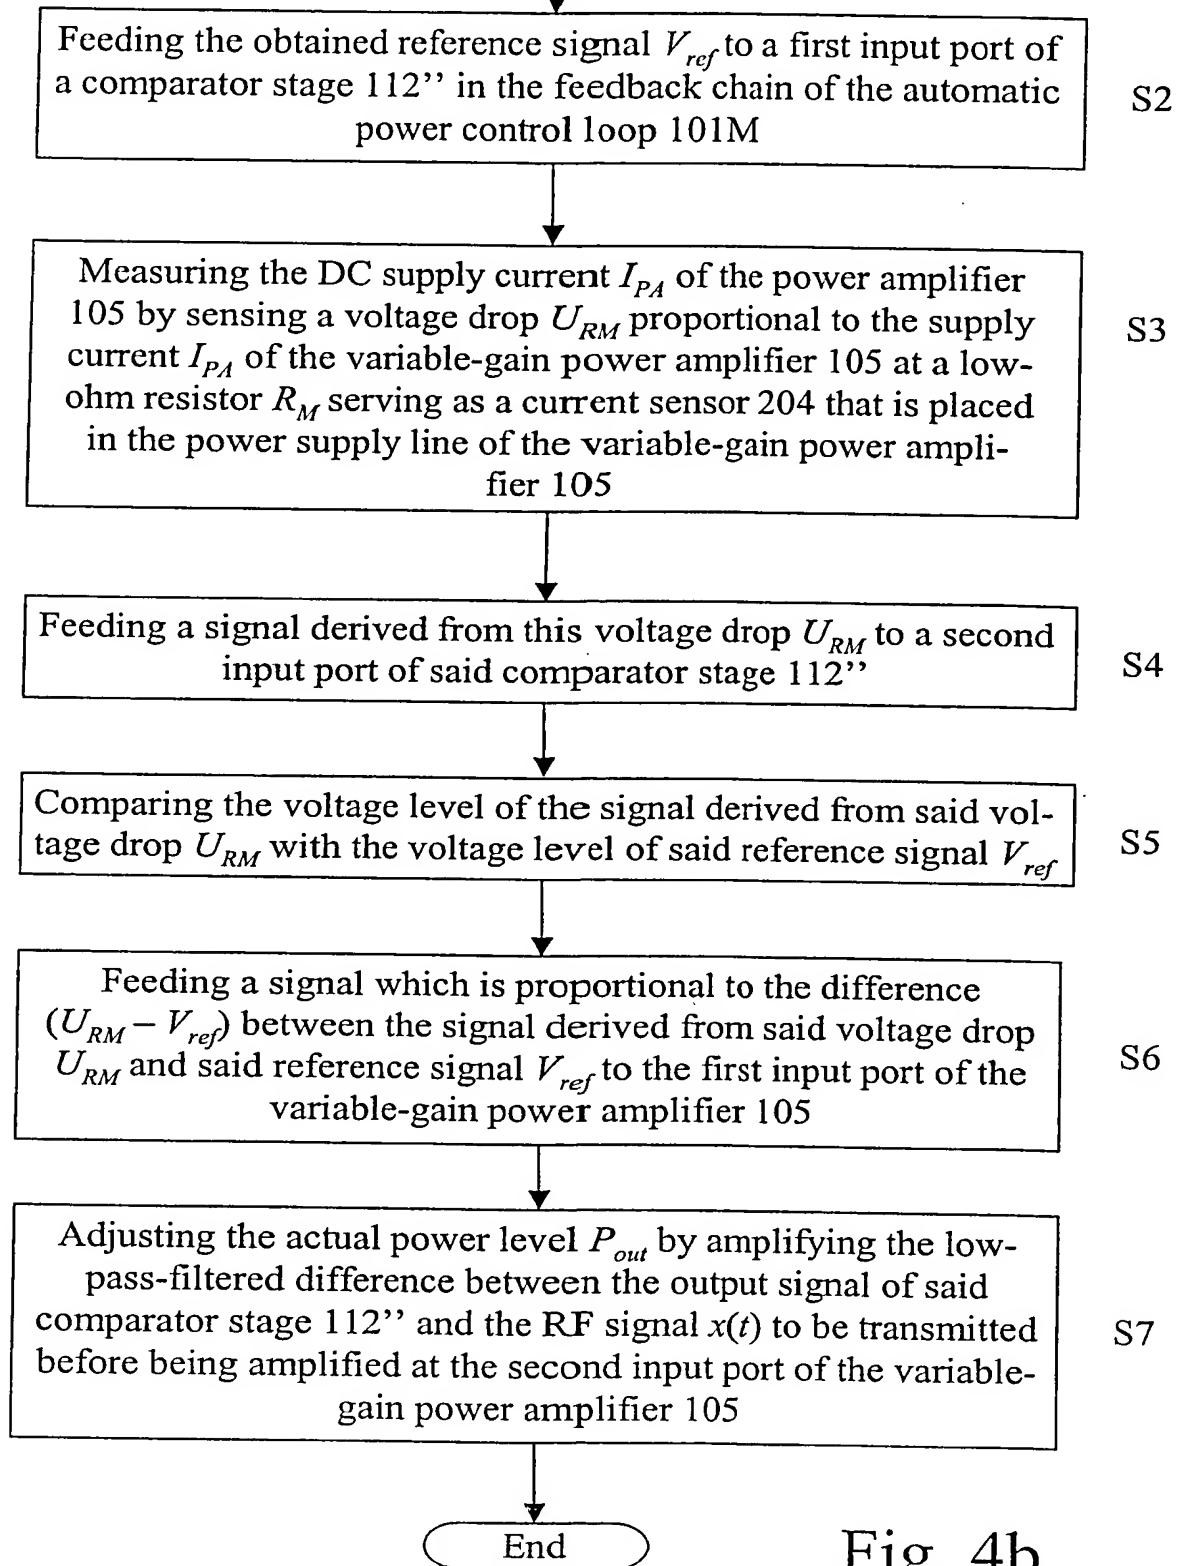 Feeding the obtained reference signal V_ref to a first input port of
a comparator stage 112” in the feedback chain of the automatic
power control loop 101M
S2
Measuring the DC supply current I_PA of the power amplifier
105 by sensing a voltage drop U_RM proportional to the supply
current I_PA of the variable-gain power amplifier 105 at a low-
ohm resistor R_M serving as a current sensor 204 that is placed
in the power supply line of the variable-gain power ampli-
fier 105
S3
Feeding a signal derived from this voltage drop U_RM to a second
input port of said comparator stage 112”
S4
Comparing the voltage level of the signal derived from said vol-
tage drop U_RM with the voltage level of said reference signal V_ref
S5
Feeding a signal which is proportional to the difference
(U_RM – V_ref) between the signal derived from said voltage drop
U_RM and said reference signal V_ref to the first input port of the
variable-gain power amplifier 105
S6
Adjusting the actual power level P_out by amplifying the low-
pass-filtered difference between the output signal of said
comparator stage 112” and the RF signal x(t) to be transmitted
before being amplified at the second input port of the variable-
gain power amplifier 105
S7
End
Fig. 4b